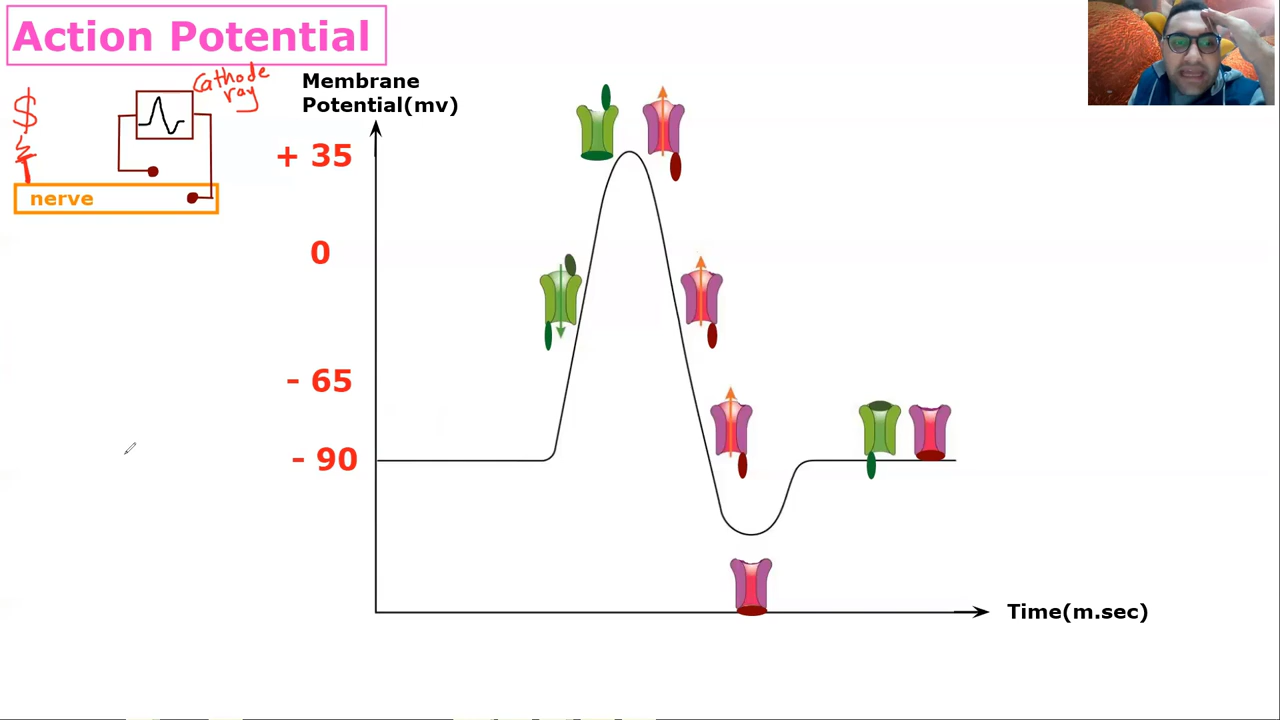 Action Potential
Cathode
ray
$
nerve
Membrane
Potential(mv)
+ 35
0
- 65
- 90
Time(m.sec)